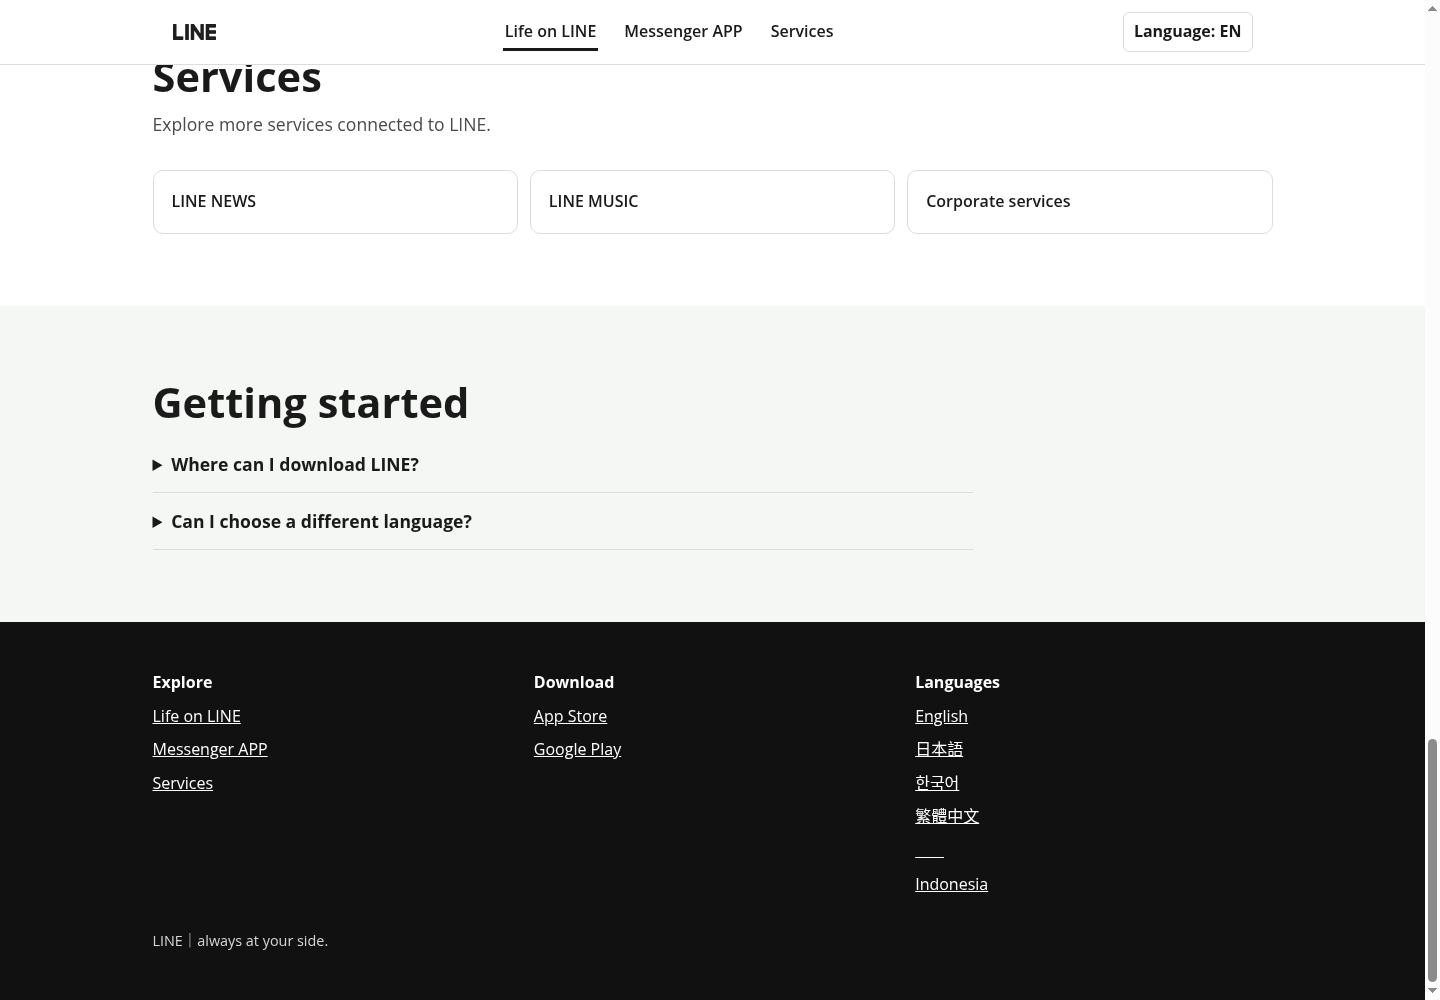 LINE
Life on LINE
Messenger APP
Services
Language: EN
Services
Explore more services connected to LINE.
LINE NEWS
LINE MUSIC
Corporate services
Getting started
Where can I download LINE?
Can I choose a different language?
Explore
Life on LINE
Messenger APP
Services
Download
App Store
Google Play
Languages
English
日本語
한국어
繁體中文
Indonesia
LINE｜always at your side.